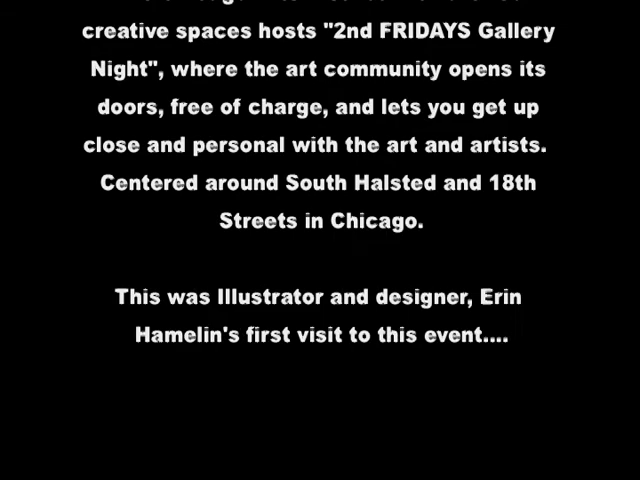 creative spaces hosts "2nd FRIDAYS Gallery
Night", where the art community opens its
doors, free of charge, and lets you get up
close and personal with the art and artists.
Centered around South Halsted and 18th
Streets in Chicago.
This was Illustrator and designer, Erin
Hamelin's first visit to this event....